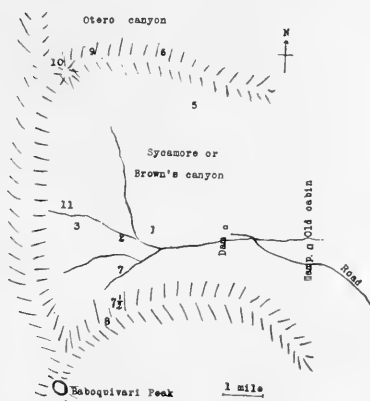 Otero canyon
N
9
6
10
5
Sycamore or
Brown's canyon
11
3
2
1
Dam
Camp
Old cabin
Road
7
7½
8
Baboquivari Peak
1 mile